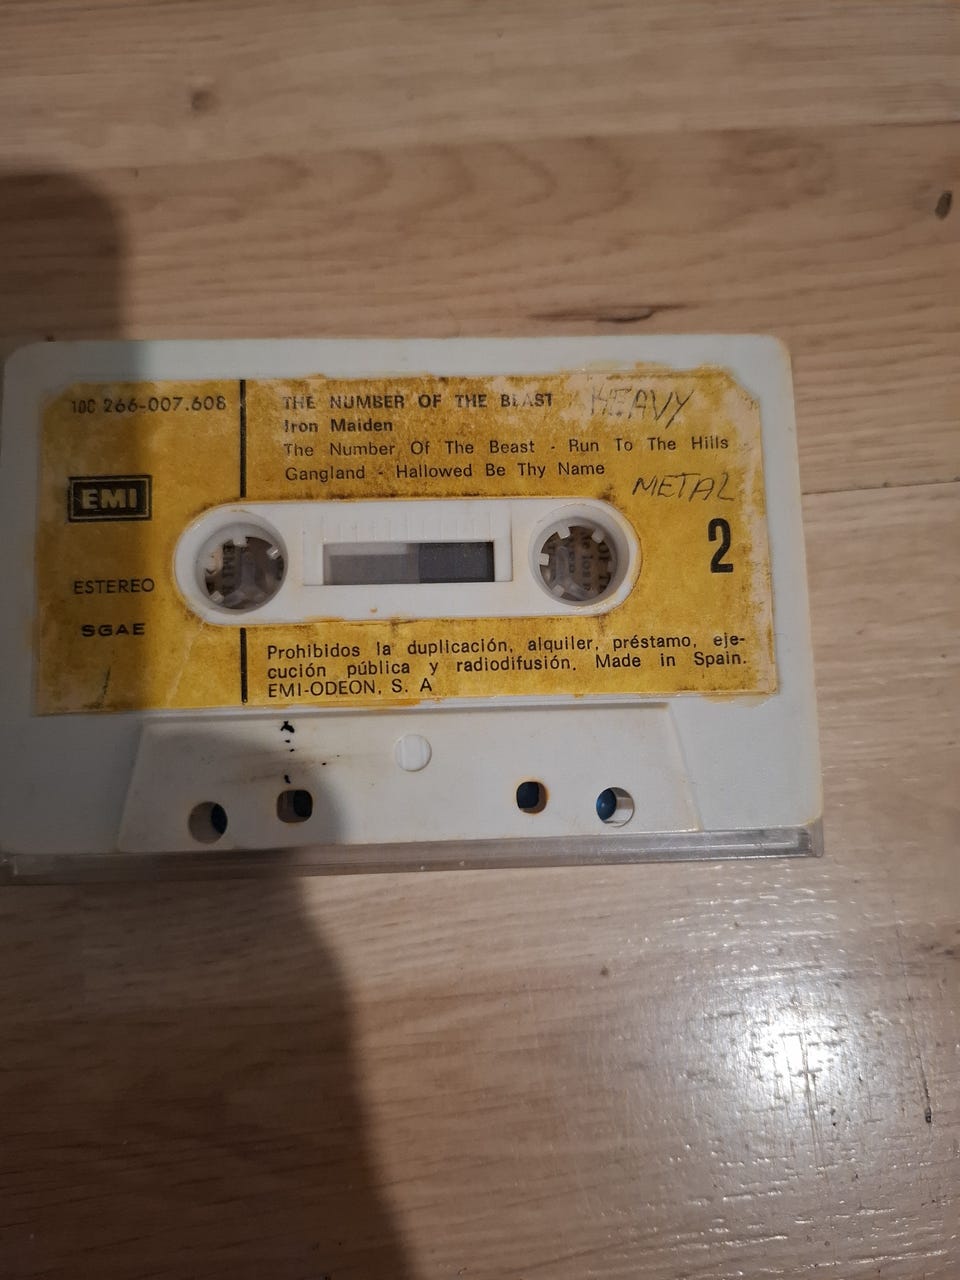 10C 266-007.608
EMI
ESTEREO
SGAE
THE NUMBER OF THE BLAST
HEAVY
Iron Maiden
The Number Of The Beast - Run To The Hills
Gangland - Hallowed Be Thy Name
METAL
2
Prohibidos la duplicación, alquiler, préstamo, eje-
cución pública y radiodifusión. Made in Spain.
EMI-ODEON, S. A